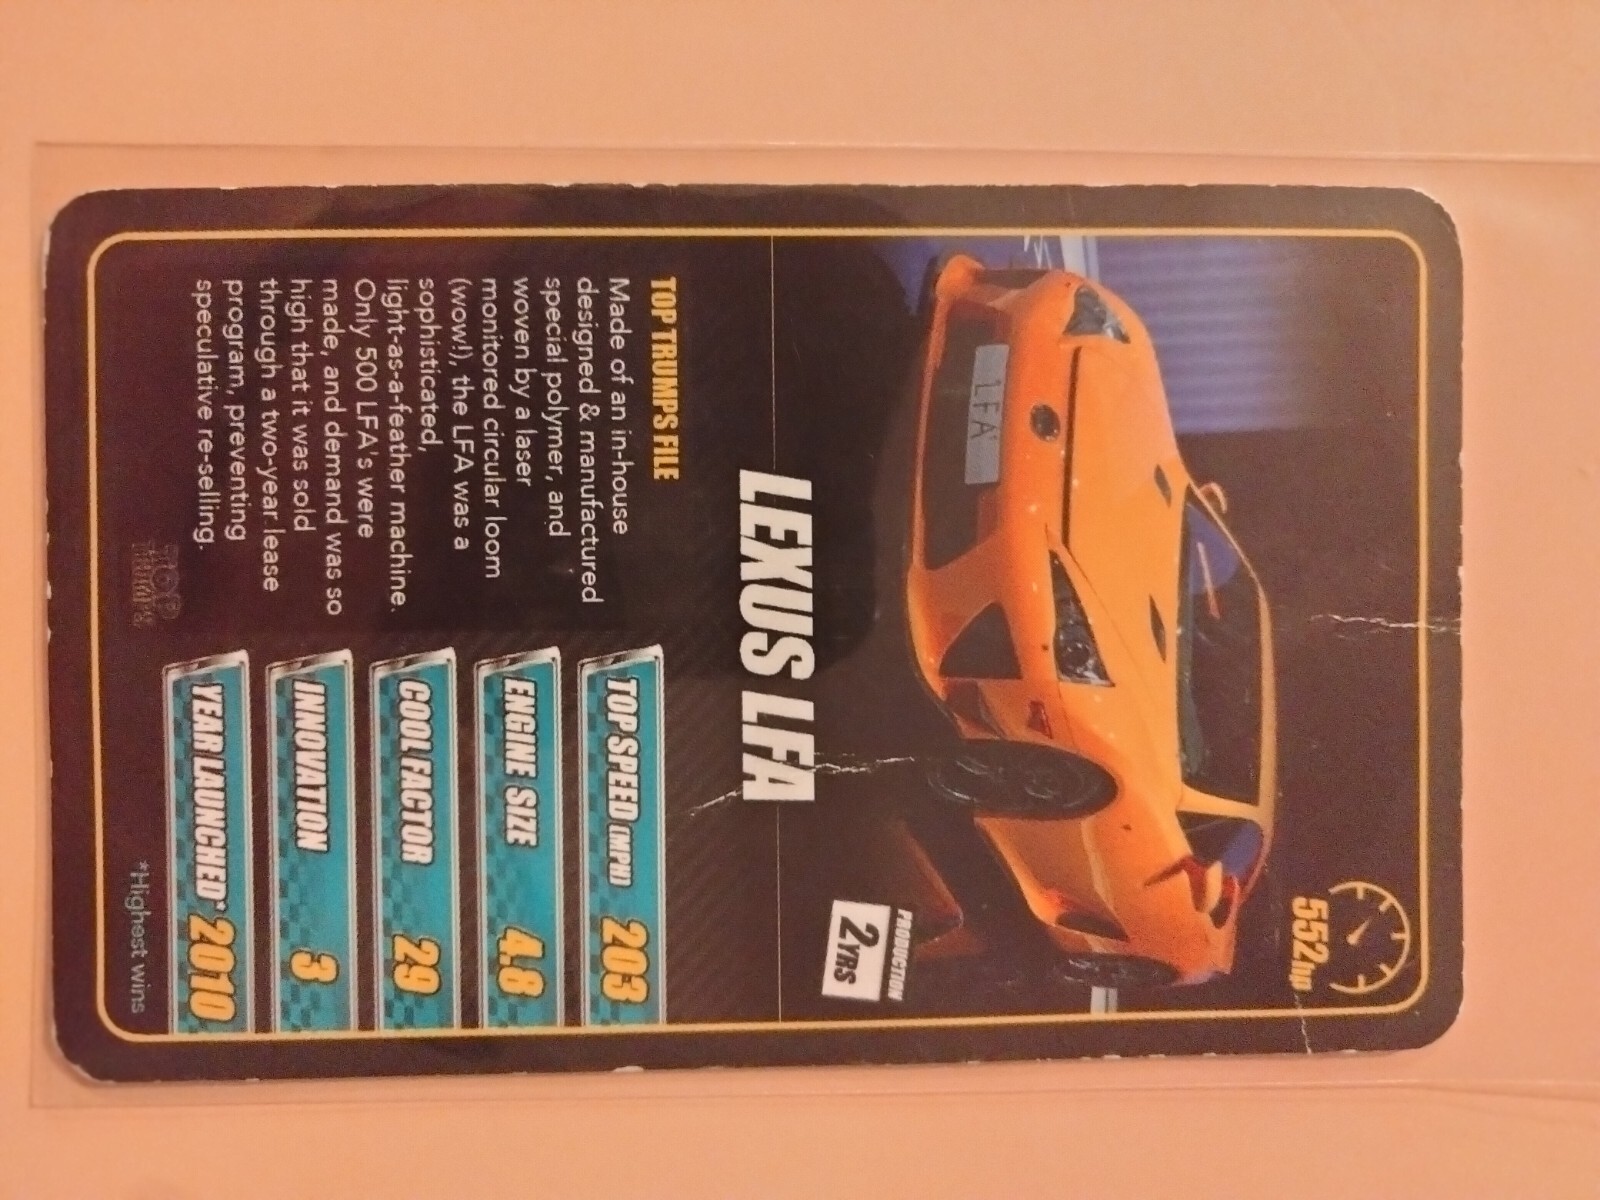 552hp
LFA
PRODUCTION
2YRS
LEXUS LFA
TOP TRUMPS FILE
Made of an in-house
designed & manufactured
special polymer, and
woven by a laser
monitored circular loom
(wow!), the LFA was a
sophisticated,
light-as-a-feather machine.
Only 500 LFA's were
made, and demand was so
high that it was sold
through a two-year lease
program, preventing
speculative re-selling.
TOP TRUMPS
TOP SPEED (MPH) 203
ENGINE SIZE 4.8
COOL FACTOR 29
INNOVATION 3
YEAR LAUNCHED* 2010
*Highest wins